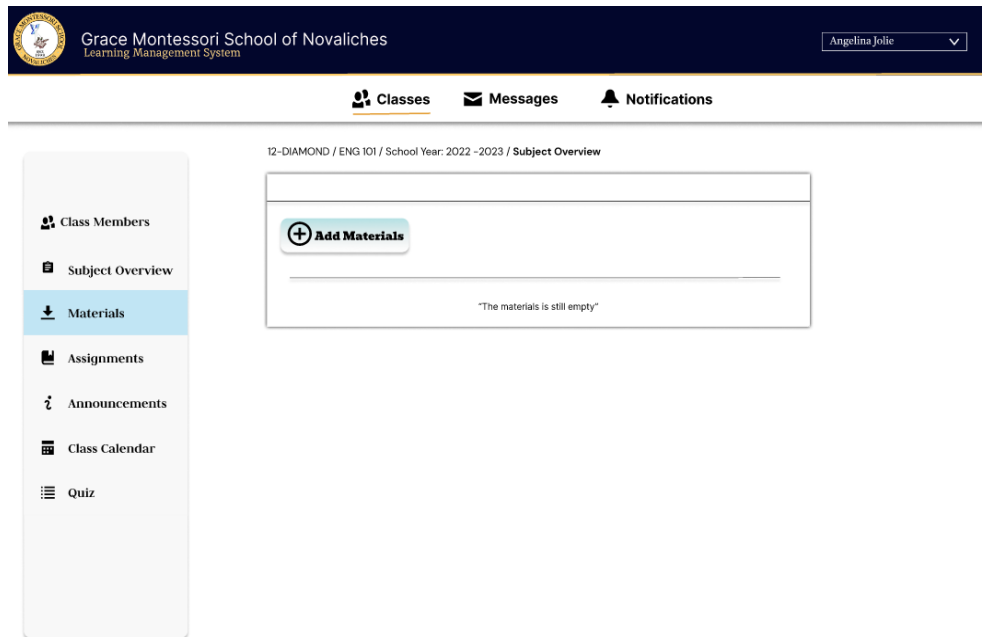 Grace Montessori School of Novaliches
Learning Management System
Angelina Jolie
Classes
Messages
Notifications
12-DIAMOND / ENG 101 / School Year: 2022 -2023 / Subject Overview
Class Members
Subject Overview
Materials
Assignments
Announcements
Class Calendar
Quiz
Add Materials
"The materials is still empty"